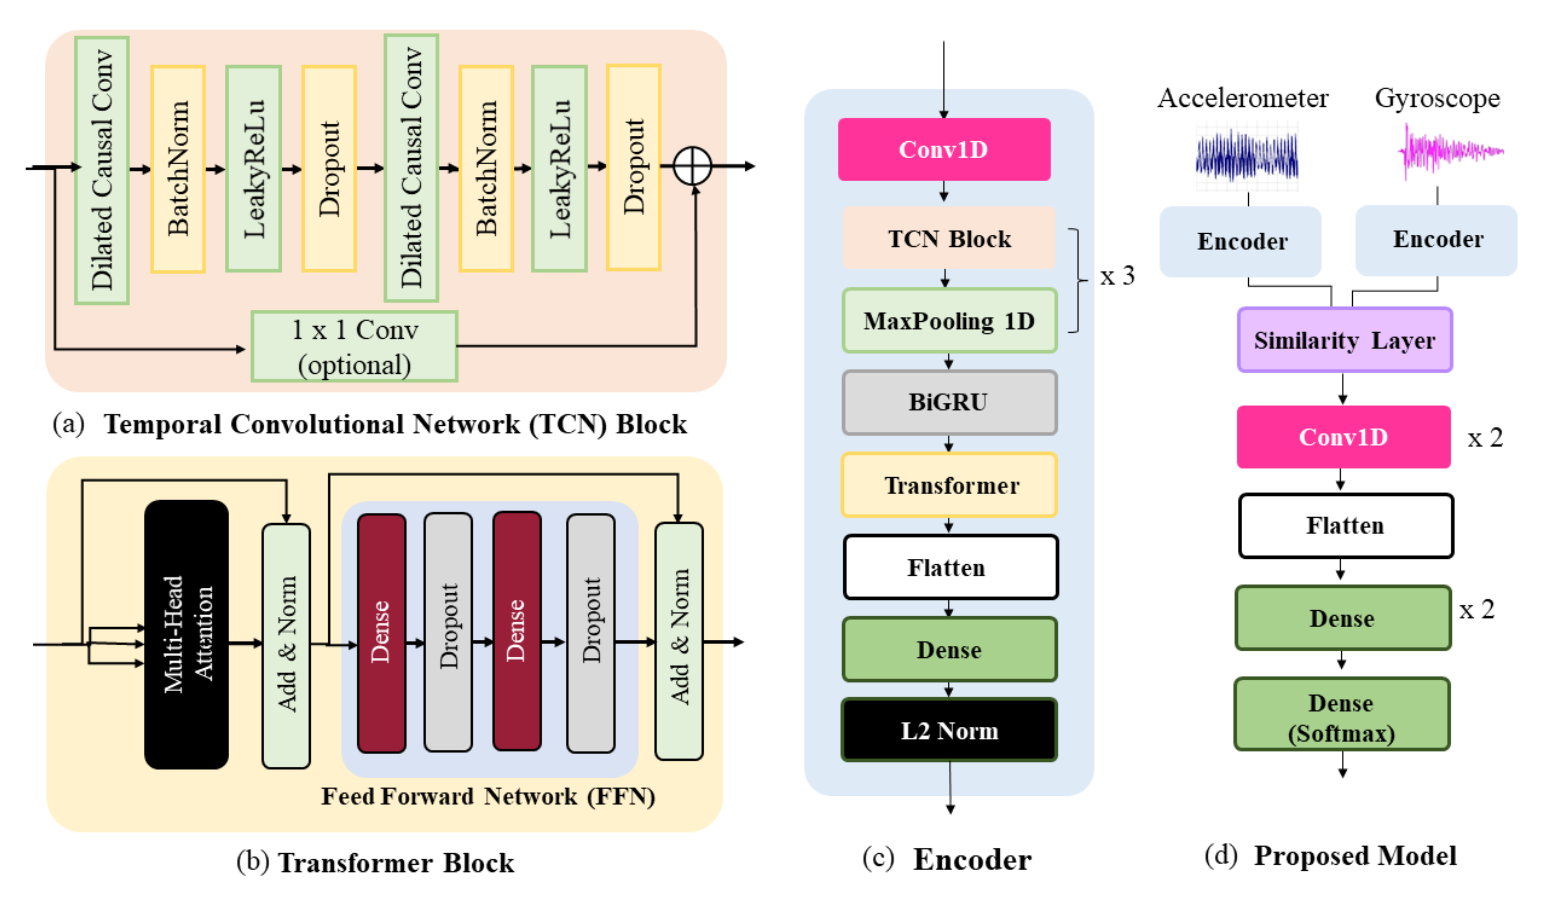 Dilated Causal Conv
BatchNorm
LeakyReLu
Dropout
Dilated Causal Conv
BatchNorm
LeakyReLu
Dropout
1 x 1 Conv
(optional)
(a) Temporal Convolutional Network (TCN) Block
Multi-Head
Attention
Add & Norm
Dense
Dropout
Dense
Dropout
Add & Norm
Feed Forward Network (FFN)
(b) Transformer Block
Conv1D
TCN Block
MaxPooling 1D
x 3
BiGRU
Transformer
Flatten
Dense
L2 Norm
(c) Encoder
Accelerometer
Gyroscope
Encoder
Encoder
Similarity Layer
Conv1D
x 2
Flatten
Dense
x 2
Dense
(Softmax)
(d) Proposed Model